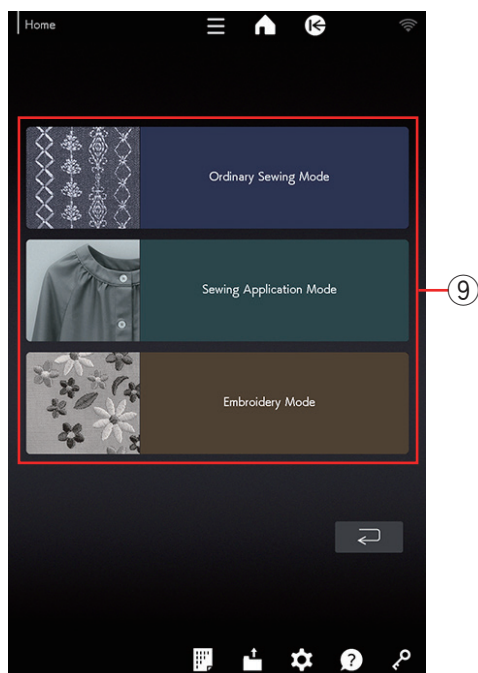 Home
Ordinary Sewing Mode
Sewing Application Mode
⑨
Embroidery Mode
?